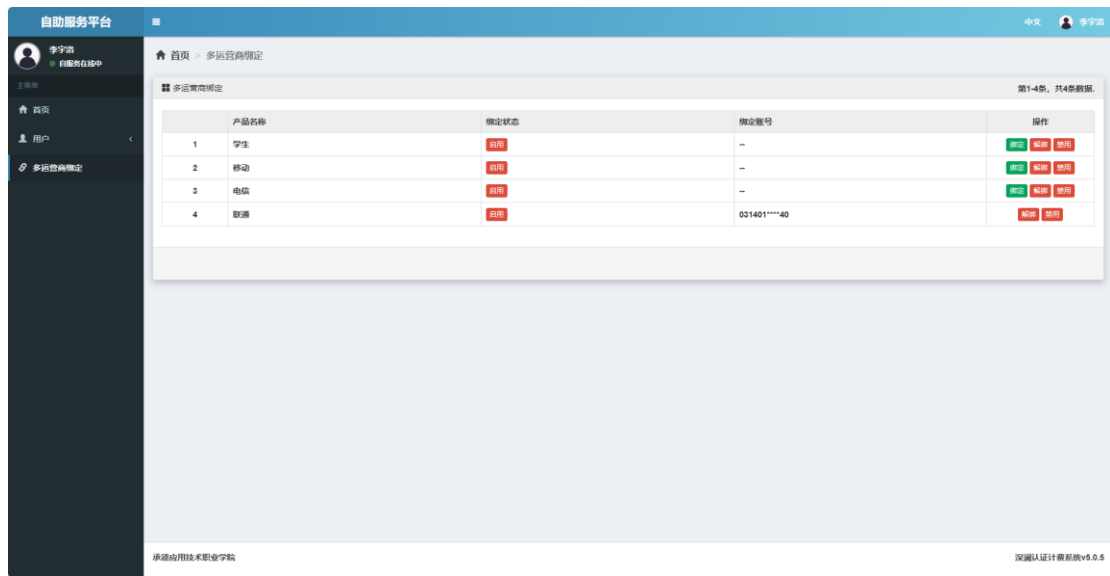 自助服务平台
中文 李宇浩
李宇浩
自服务在线中
主菜单
首页
用户
多运营商绑定
首页 > 多运营商绑定
多运营商绑定 第1-4条，共4条数据.
产品名称 绑定状态 绑定账号 操作
1 学生 启用 -- 绑定 解绑 禁用
2 移动 启用 -- 绑定 解绑 禁用
3 电信 启用 -- 绑定 解绑 禁用
4 联通 启用 031401****40 解绑 禁用
承德应用技术职业学院 深澜认证计费系统v5.0.5